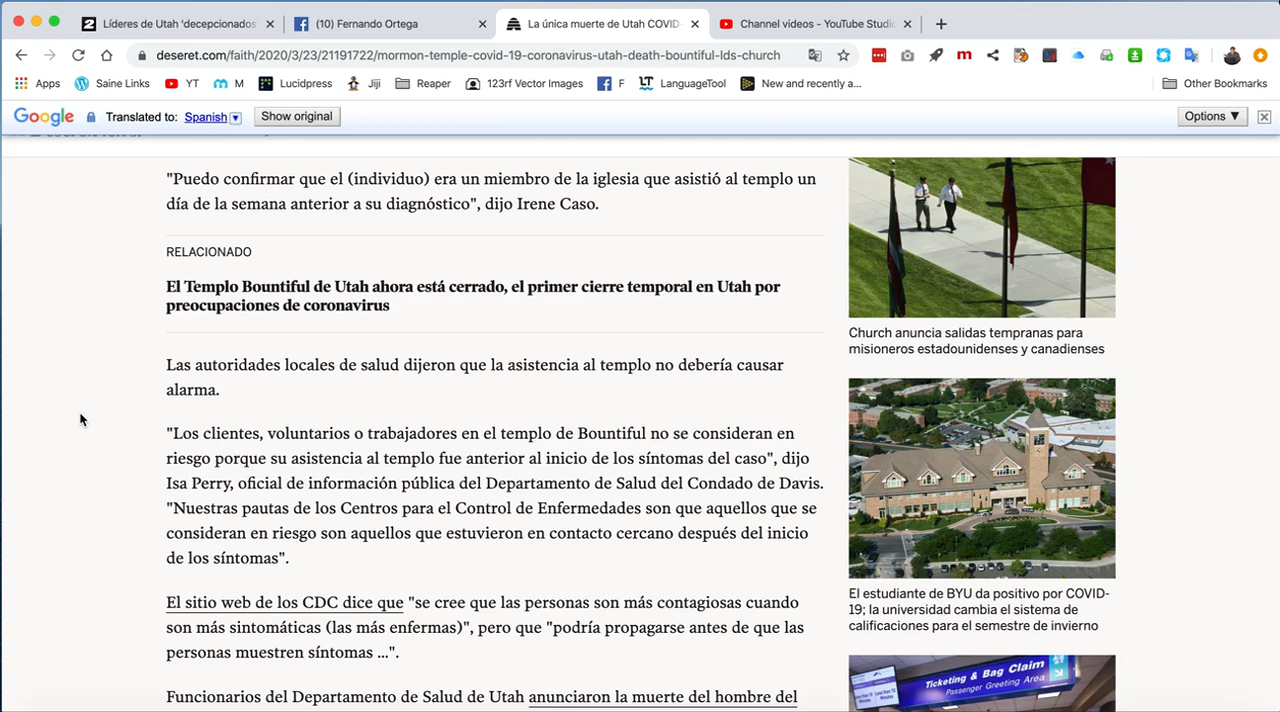 Líderes de Utah 'decepcionados
(10) Fernando Ortega
La única muerte de Utah COVID-
Channel videos - YouTube Studio
deseret.com/faith/2020/3/23/21191722/mormon-temple-covid-19-coronavirus-utah-death-bountiful-lds-church
Apps
Saine Links
YT
M
Lucidpress
Jiji
Reaper
123rf Vector Images
F
LanguageTool
New and recently a...
Other Bookmarks
Google Translated to: Spanish Show original Options ▼
"Puedo confirmar que el (individuo) era un miembro de la iglesia que asistió al templo un
día de la semana anterior a su diagnóstico", dijo Irene Caso.
RELACIONADO
El Templo Bountiful de Utah ahora está cerrado, el primer cierre temporal en Utah por
preocupaciones de coronavirus
Las autoridades locales de salud dijeron que la asistencia al templo no debería causar
alarma.
"Los clientes, voluntarios o trabajadores en el templo de Bountiful no se consideran en
riesgo porque su asistencia al templo fue anterior al inicio de los síntomas del caso", dijo
Isa Perry, oficial de información pública del Departamento de Salud del Condado de Davis.
"Nuestras pautas de los Centros para el Control de Enfermedades son que aquellos que se
consideran en riesgo son aquellos que estuvieron en contacto cercano después del inicio
de los síntomas".
El sitio web de los CDC dice que "se cree que las personas son más contagiosas cuando
son más sintomáticas (las más enfermas)", pero que "podría propagarse antes de que las
personas muestren síntomas ...".
Funcionarios del Departamento de Salud de Utah anunciaron la muerte del hombre del
Church anuncia salidas tempranas para
misioneros estadounidenses y canadienses
El estudiante de BYU da positivo por COVID-
19; la universidad cambia el sistema de
calificaciones para el semestre de invierno
Ticketing & Bag Claim
Passenger Greeting Area